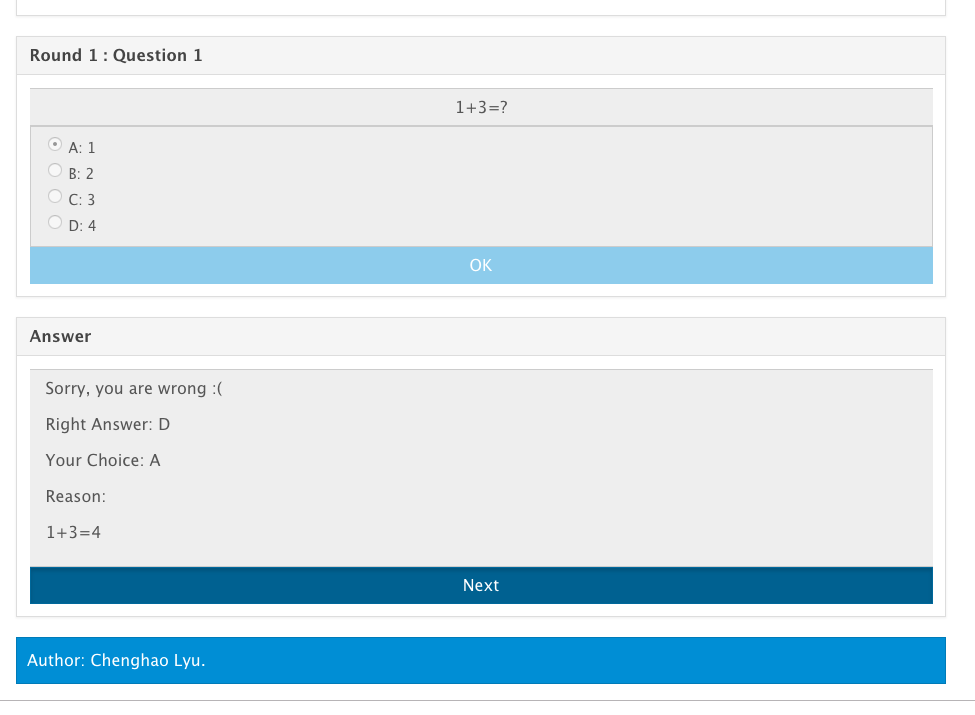 Round 1 : Question 1
1+3=?
A: 1
B: 2
C: 3
D: 4
OK
Answer
Sorry, you are wrong :(
Right Answer: D
Your Choice: A
Reason:
1+3=4
Next
Author: Chenghao Lyu.